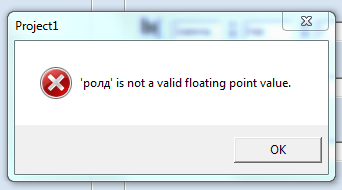 Project1
'ролд' is not a valid floating point value.
OK